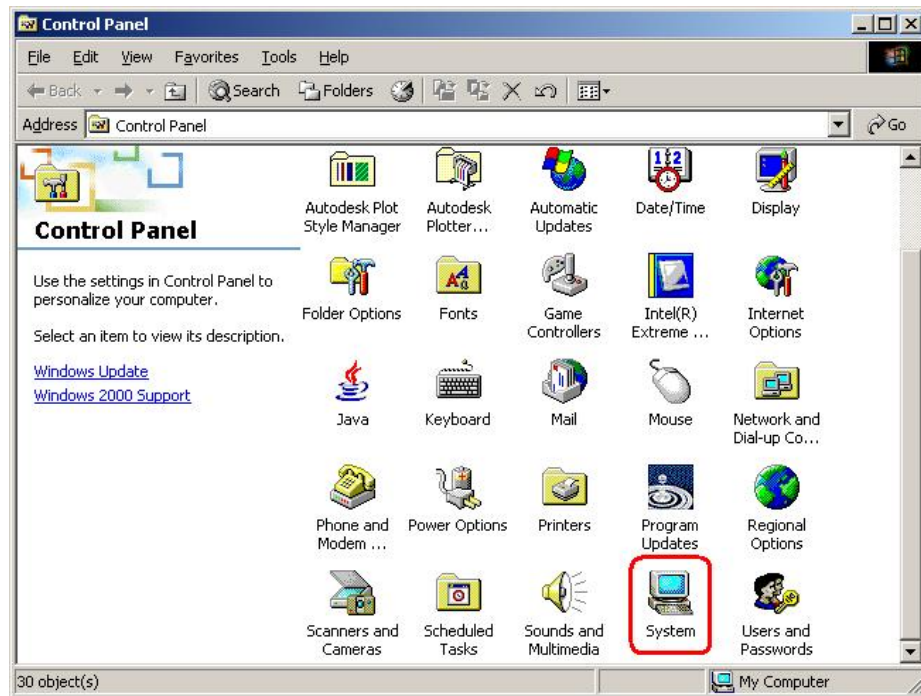 Control Panel
File Edit View Favorites Tools Help
Back Search Folders
Address Control Panel Go
Control Panel
Use the settings in Control Panel to
personalize your computer.
Select an item to view its description.
Windows Update
Windows 2000 Support
Autodesk Plot
Style Manager
Autodesk
Plotter...
Automatic
Updates
Date/Time
Display
Folder Options
Fonts
Game
Controllers
Intel(R)
Extreme ...
Internet
Options
Java
Keyboard
Mail
Mouse
Network and
Dial-up Co...
Phone and
Modem ...
Power Options
Printers
Program
Updates
Regional
Options
Scanners and
Cameras
Scheduled
Tasks
Sounds and
Multimedia
System
Users and
Passwords
30 object(s) My Computer